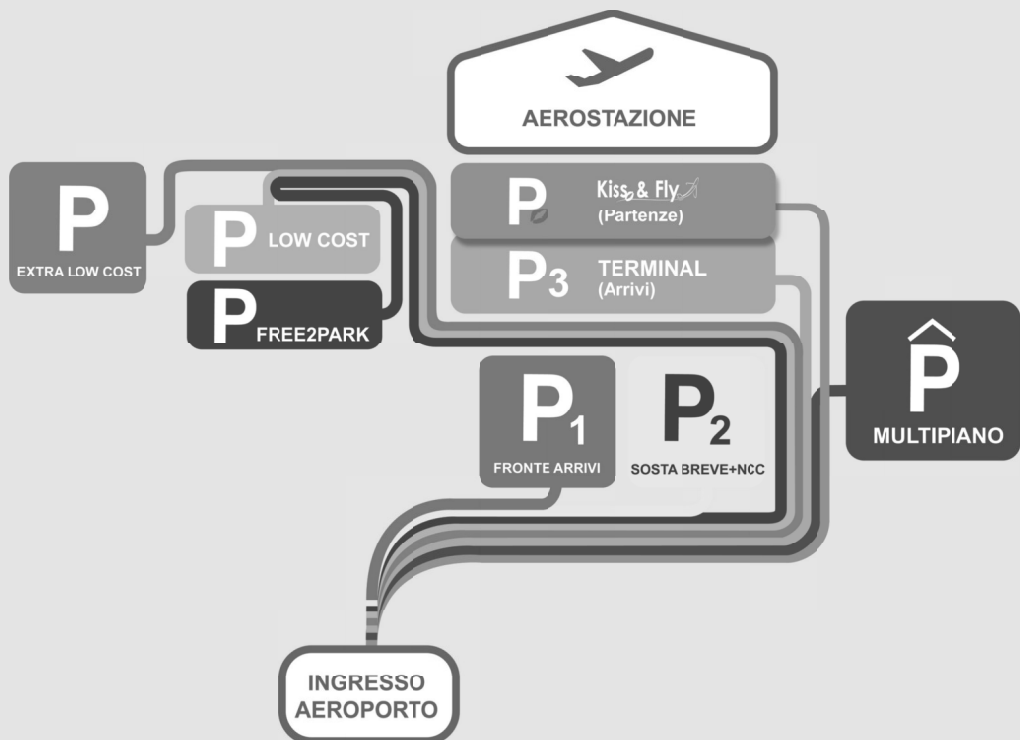 AEROSTAZIONE
P
EXTRA LOW COST
P LOW COST
P FREE2PARK
P Kiss & Fly
(Partenze)
P3 TERMINAL
(Arrivi)
P1
FRONTE ARRIVI
P2
SOSTA BREVE+NCC
P
MULTIPIANO
INGRESSO
AEROPORTO